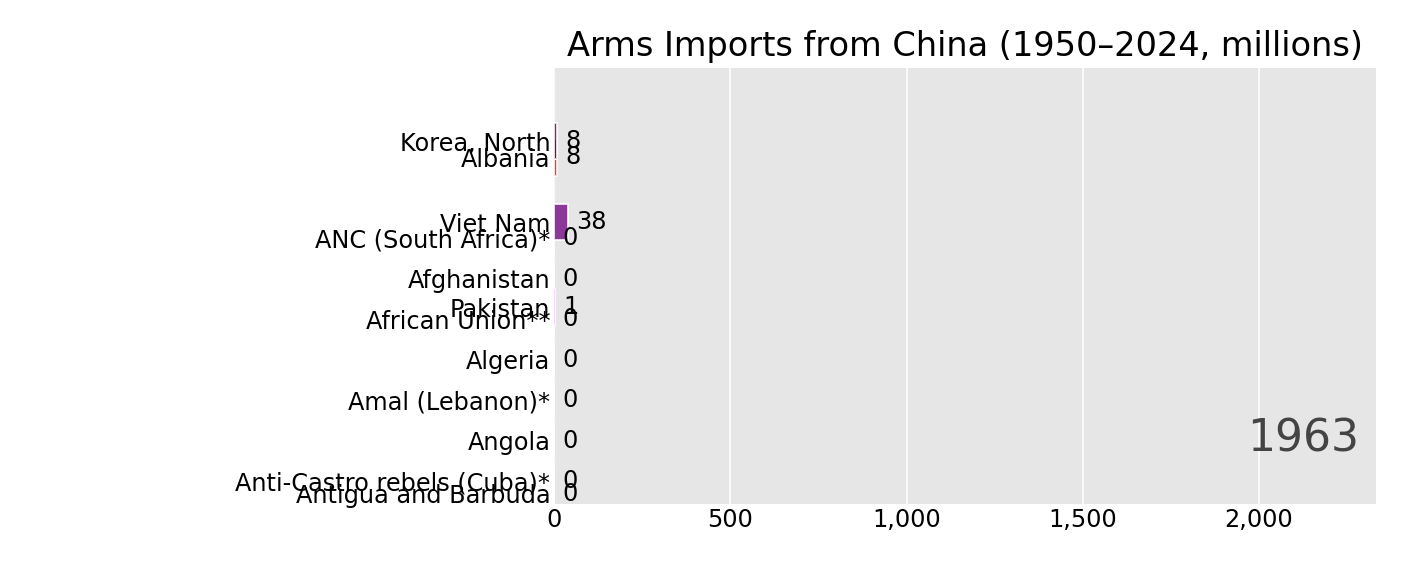 Arms Imports from China (1950–2024, millions)
Korea, North 8
Albania 8
Viet Nam 38
ANC (South Africa)* 0
Afghanistan 0
Pakistan 1
African Union** 0
Algeria 0
Amal (Lebanon)* 0
Angola 0
1963
Anti-Castro rebels (Cuba)* 0
Antigua and Barbuda 0
0 500 1,000 1,500 2,000